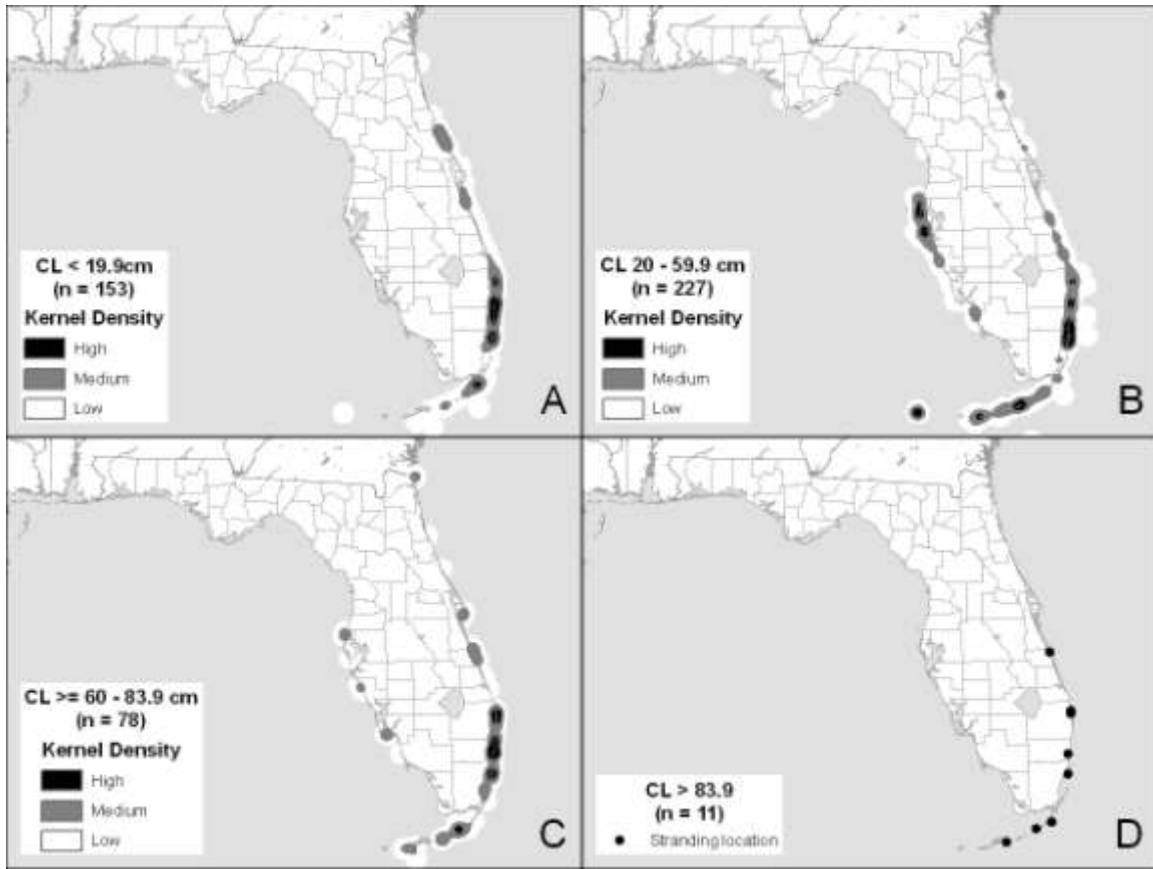 CL < 19.9cm
(n = 153)
Kernel Density
High
Medium
Low
A
CL 20 - 59.9 cm
(n = 227)
Kernel Density
High
Medium
Low
B
CL >= 60 - 83.9 cm
(n = 78)
Kernel Density
High
Medium
Low
C
CL > 83.9
(n = 11)
Stranding location
D